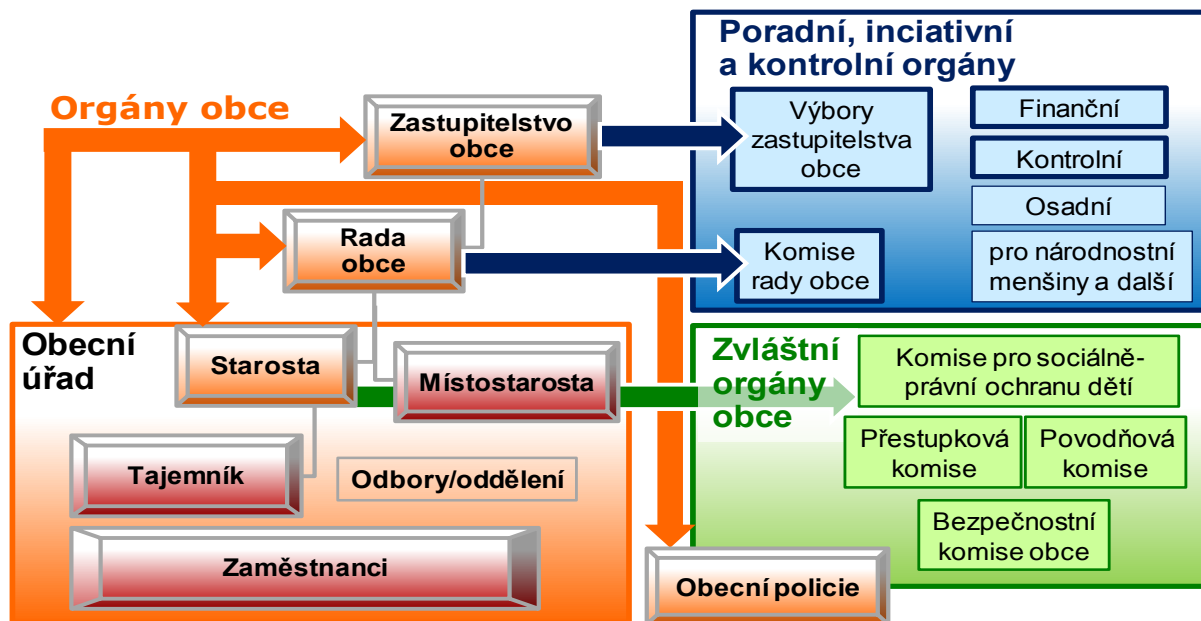 Orgány obce
Zastupitelstvo
obce
Rada
obce
Obecní
úřad
Starosta
Místostarosta
Tajemník
Odbory/oddělení
Zaměstnanci
Obecní policie
Poradní, inciativní
a kontrolní orgány
Výbory
zastupitelstva
obce
Finanční
Kontrolní
Osadní
pro národnostní
menšiny a další
Komise
rady obce
Zvláštní
orgány
obce
Komise pro sociálně-
právní ochranu dětí
Přestupková
komise
Povodňová
komise
Bezpečnostní
komise obce